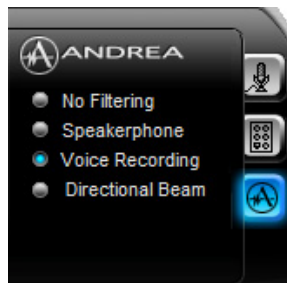 ANDREA
No Filtering
Speakerphone
Voice Recording
Directional Beam